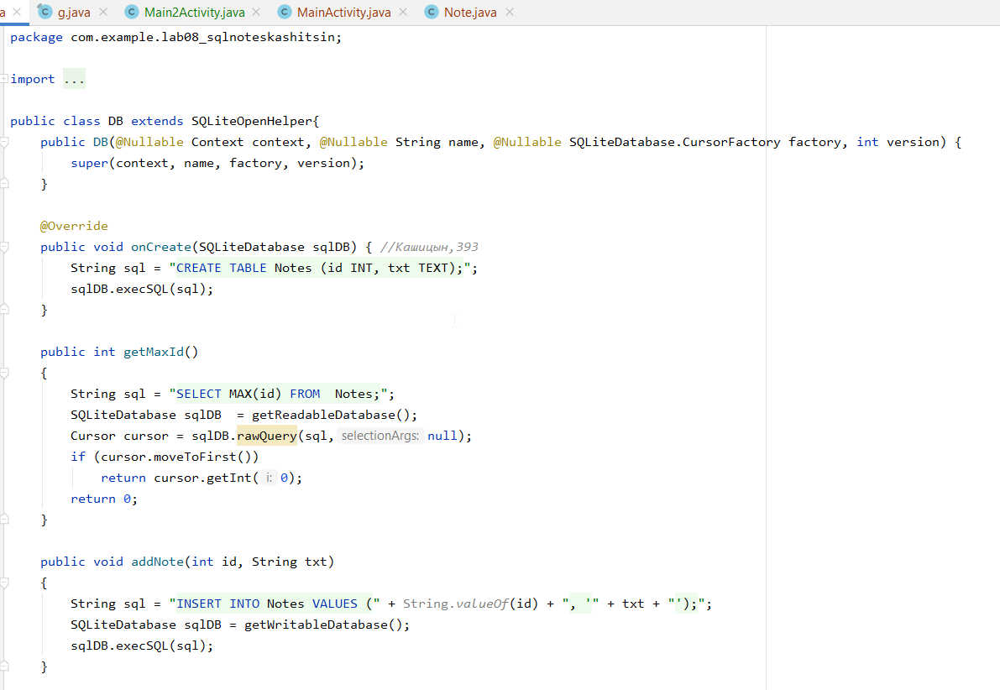 a g.java Main2Activity.java MainActivity.java Note.java
package com.example.lab08_sqlnoteskashitsin;
import ...
public class DB extends SQLiteOpenHelper{
public DB(@Nullable Context context, @Nullable String name, @Nullable SQLiteDatabase.CursorFactory factory, int version) {
super(context, name, factory, version);
}
@Override
public void onCreate(SQLiteDatabase sqlDB) { //Кашицын,393
String sql = "CREATE TABLE Notes (id INT, txt TEXT);";
sqlDB.execSQL(sql);
}
public int getMaxId()
{
String sql = "SELECT MAX(id) FROM  Notes;";
SQLiteDatabase sqlDB  = getReadableDatabase();
Cursor cursor = sqlDB.rawQuery(sql, selectionArgs: null);
if (cursor.moveToFirst())
return cursor.getInt( i: 0);
return 0;
}
public void addNote(int id, String txt)
{
String sql = "INSERT INTO Notes VALUES (" + String.valueOf(id) + ", '" + txt + "');";
SQLiteDatabase sqlDB = getWritableDatabase();
sqlDB.execSQL(sql);
}